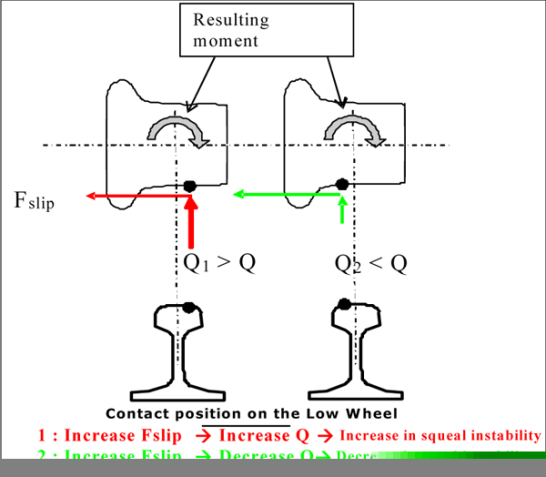 Resulting
moment
Fslip
Q1 > Q
Q2 < Q
Contact position on the Low Wheel
1 : Increase Fslip → Increase Q → Increase in squeal instability
2 : Increase Fslip → Decrease Q →